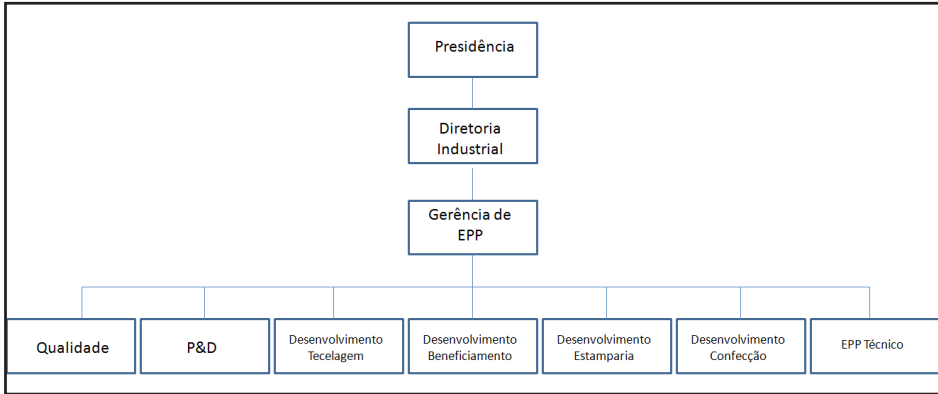 Presidência
Diretoria
Industrial
Gerência de
EPP
Qualidade
P&D
Desenvolvimento
Tecelagem
Desenvolvimento
Beneficiamento
Desenvolvimento
Estamparia
Desenvolvimento
Confecção
EPP Técnico